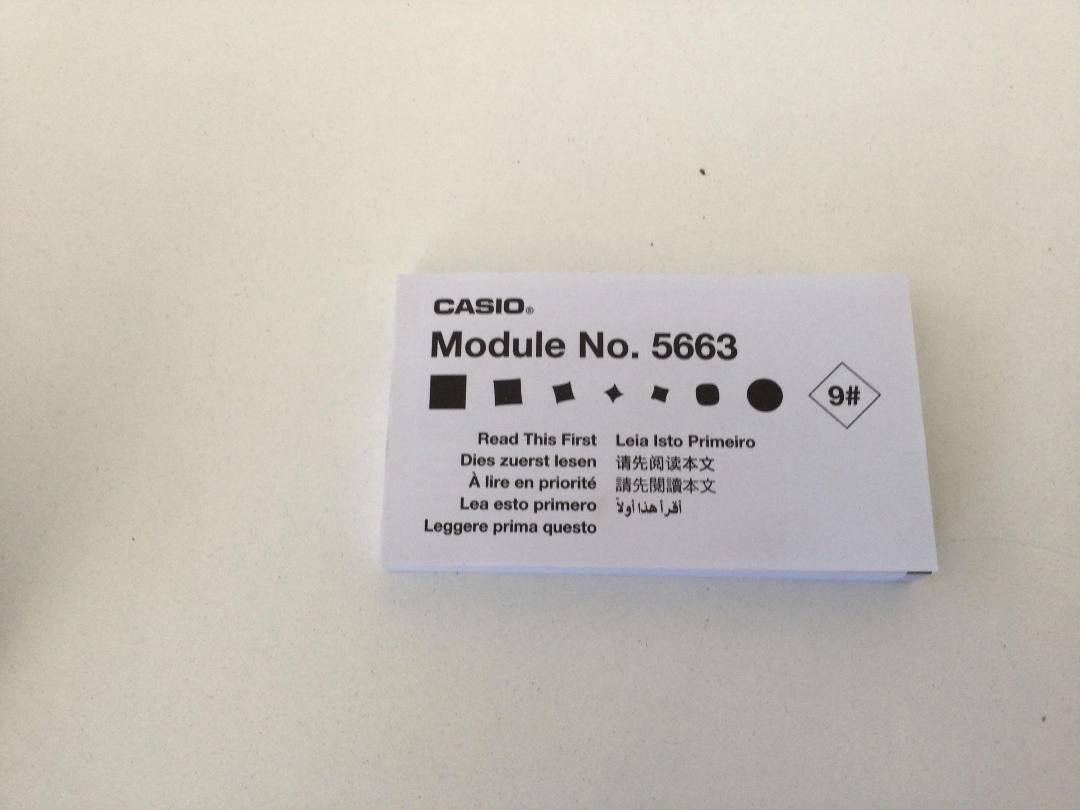 CASIO®
Module No. 5663
9#
Read This First
Dies zuerst lesen
À lire en priorité
Lea esto primero
Leggere prima questo
Leia Isto Primeiro
请先阅读本文
請先閱讀本文
أقرأ هذا أولاً